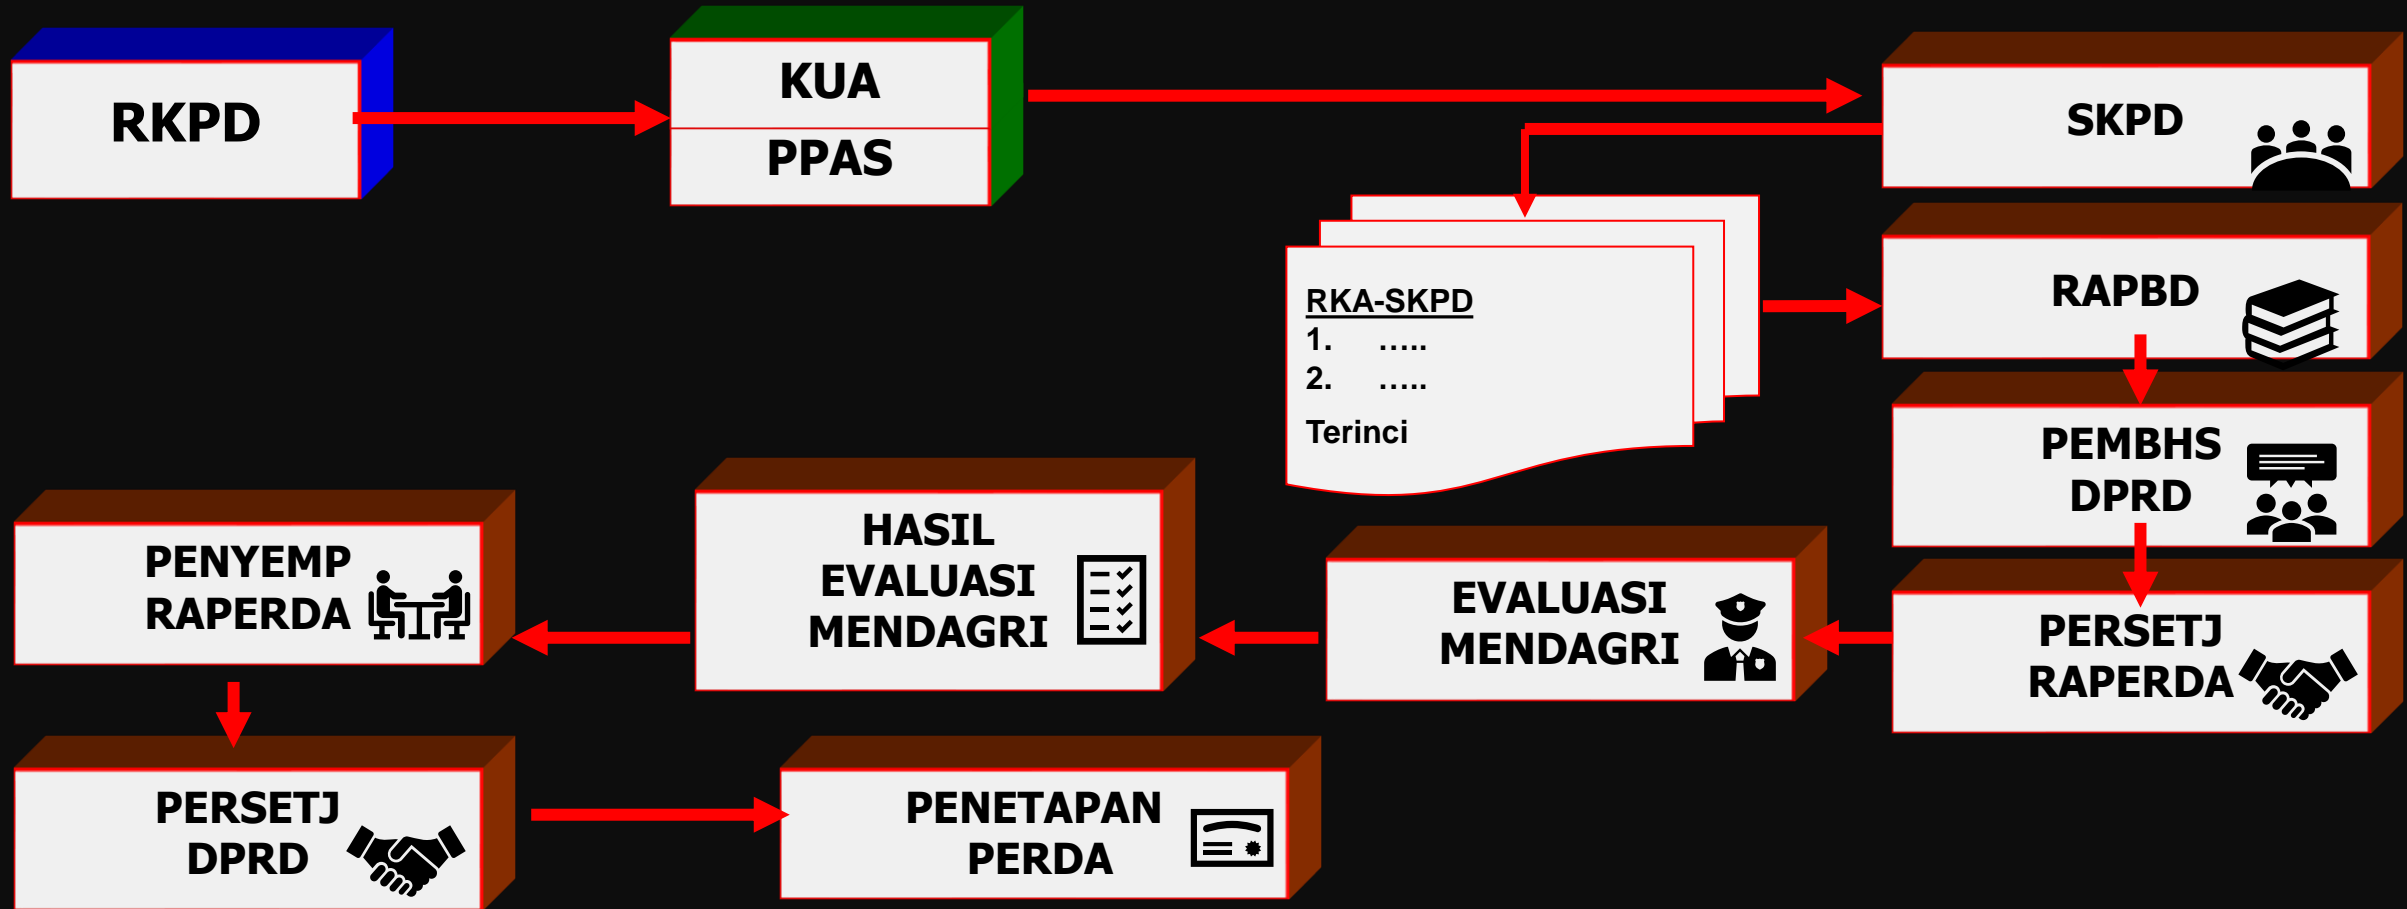 RKPD
KUA
PPAS
SKPD
RKA-SKPD
1. .....
2. .....
Terinci
RAPBD
PEMBHS
DPRD
PERSETJ
RAPERDA
EVALUASI
MENDAGRI
HASIL
EVALUASI
MENDAGRI
PENYEMP
RAPERDA
PERSETJ
DPRD
PENETAPAN
PERDA